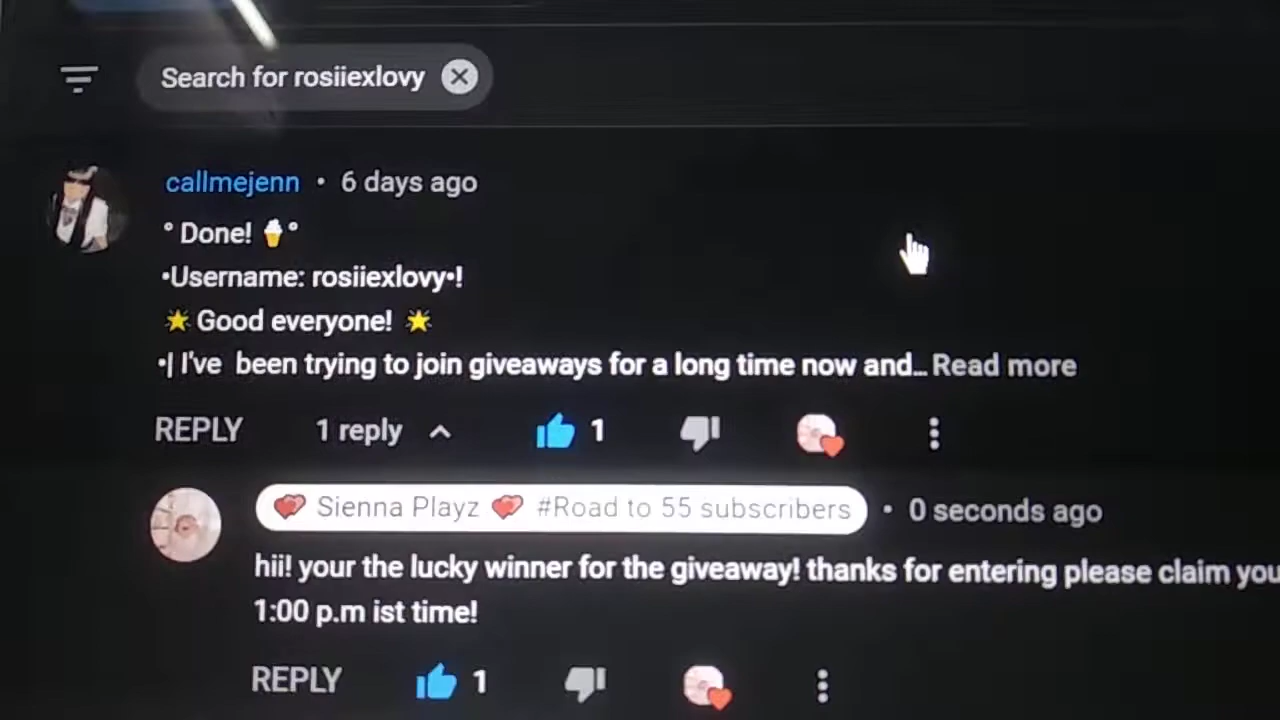 Search for rosiiexlovy
callmejenn • 6 days ago
° Done! 🍦°
•Username: rosiiexlovy•!
🌟 Good everyone! 🌟
•| I've been trying to join giveaways for a long time now and... Read more
REPLY 1 reply 1
💞 Sienna Playz 💞 #Road to 55 subscribers • 0 seconds ago
hii! your the lucky winner for the giveaway! thanks for entering please claim
1:00 p.m ist time!
REPLY 1